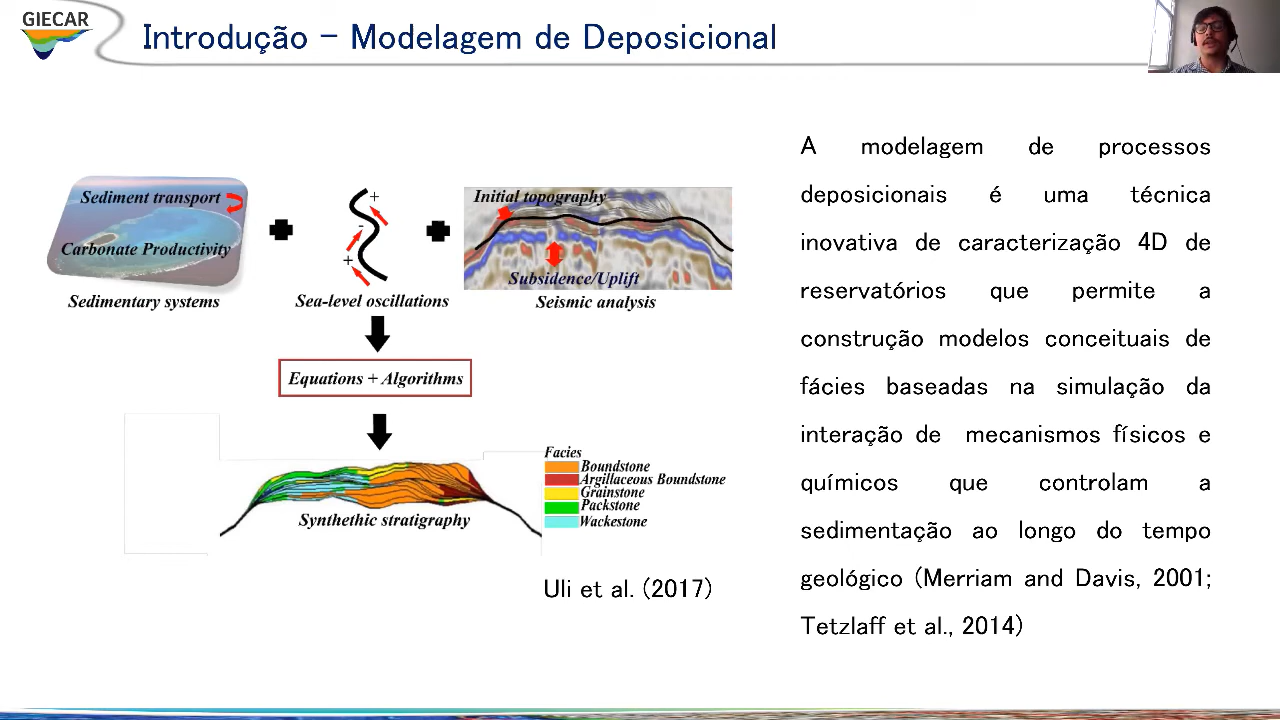 GIECAR
Introdução - Modelagem de Deposicional
Sediment transport
Carbonate Productivity
Sedimentary systems
+
-
+
Sea-level oscillations
Initial topography
Subsidence/Uplift
Seismic analysis
Equations + Algorithms
Synthethic stratigraphy
Facies
Boundstone
Argillaceous Boundstone
Grainstone
Packstone
Wackestone
Uli et al. (2017)
A modelagem de processos
deposicionais é uma técnica
inovativa de caracterização 4D de
reservatórios que permite a
construção modelos conceituais de
fácies baseadas na simulação da
interação de mecanismos físicos e
químicos que controlam a
sedimentação ao longo do tempo
geológico (Merriam and Davis, 2001;
Tetzlaff et al., 2014)